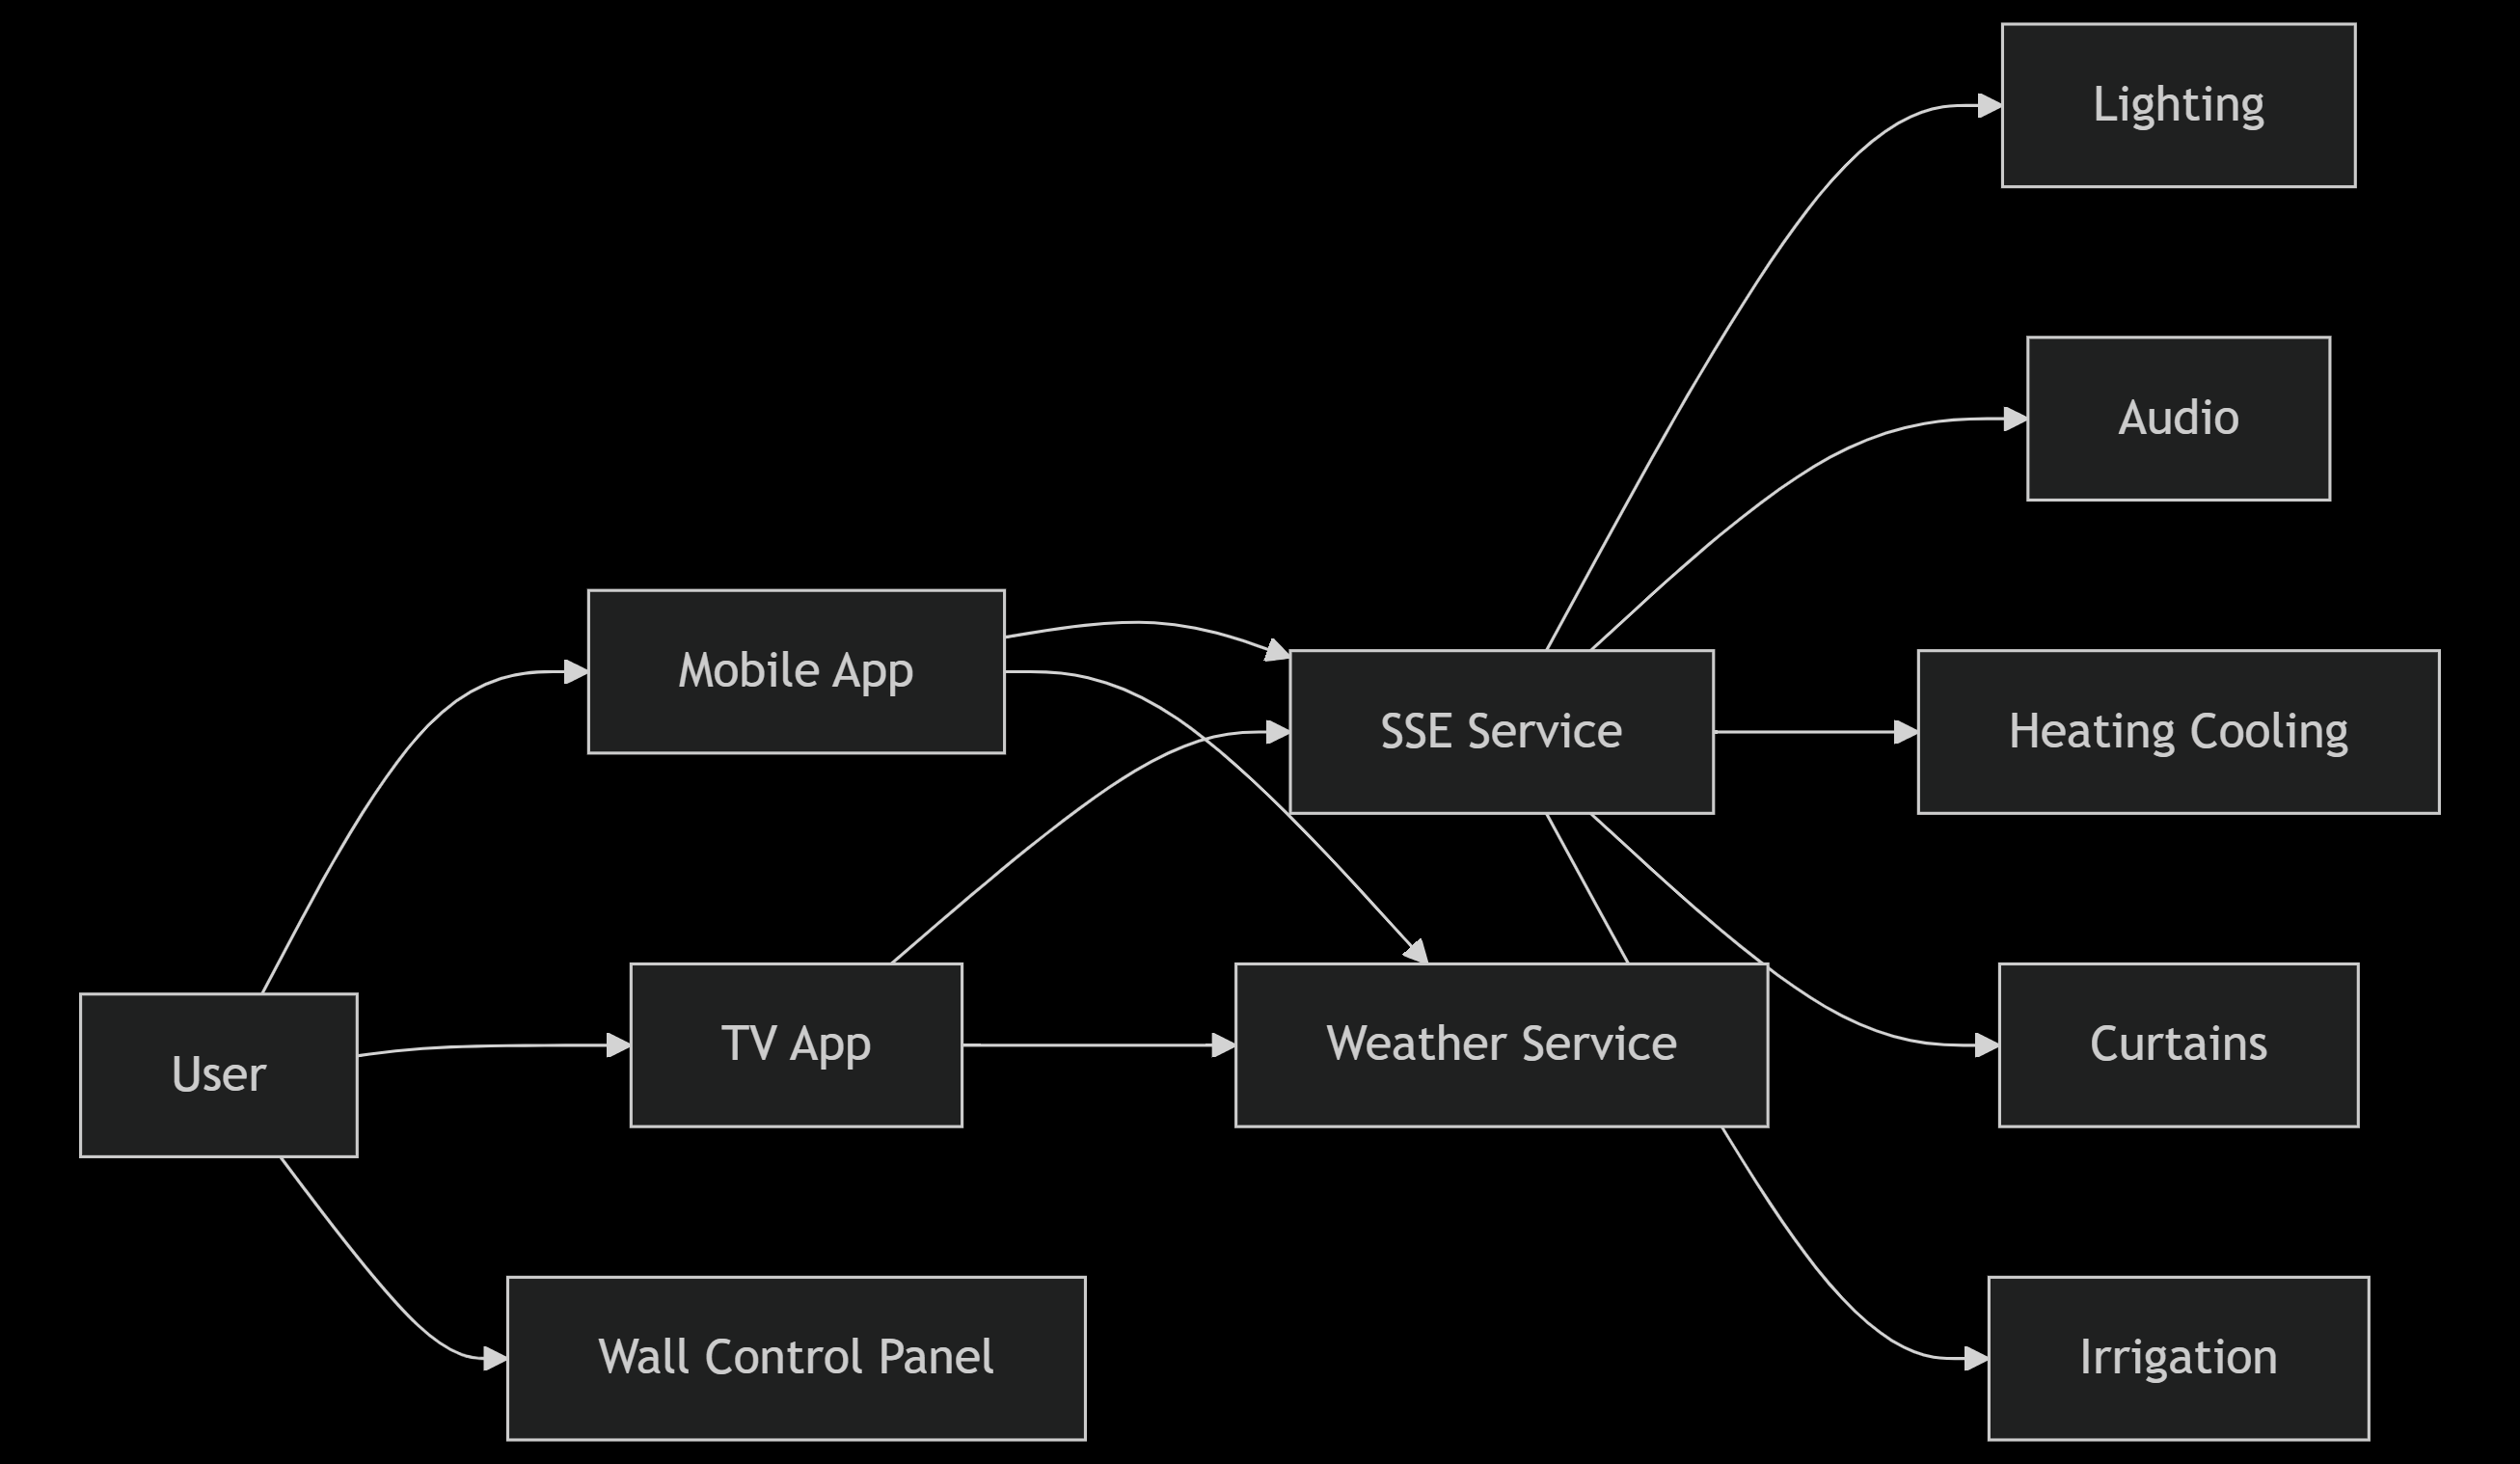 Lighting
Audio
Mobile App
SSE Service
Heating Cooling
User
TV App
Weather Service
Curtains
Wall Control Panel
Irrigation